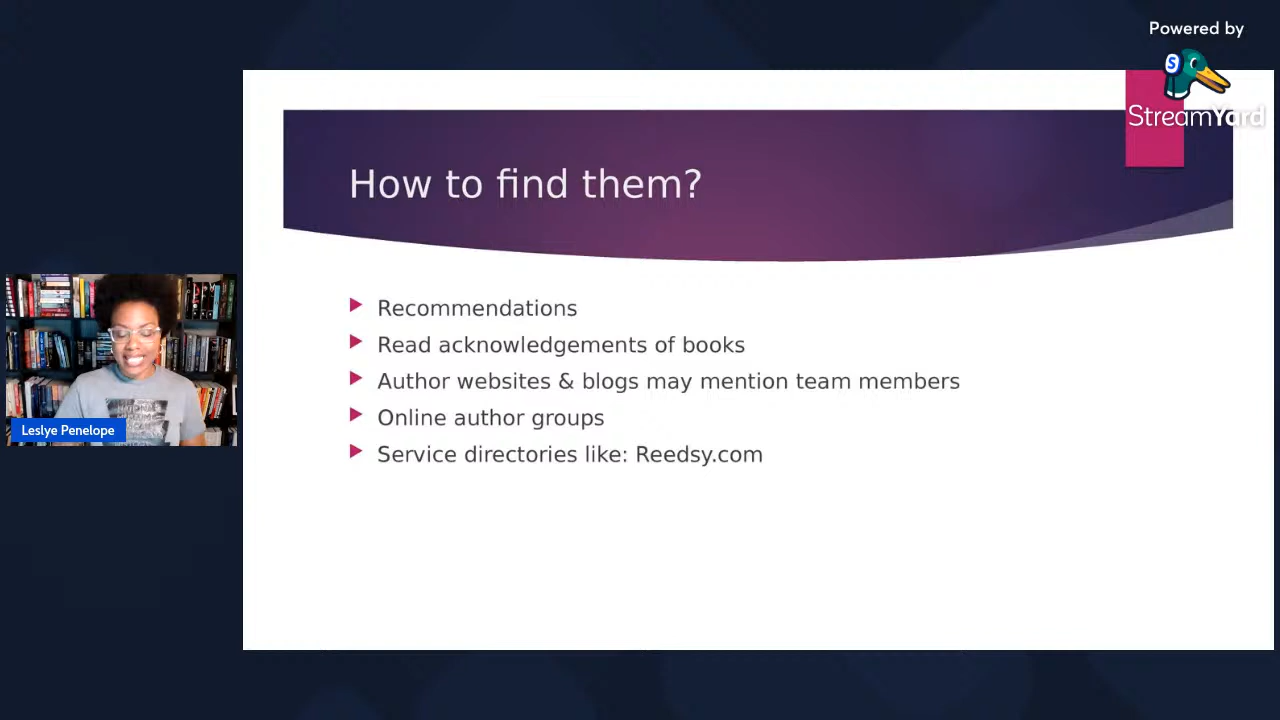 Powered by
StreamYard
How to find them?
Recommendations
Read acknowledgements of books
Author websites & blogs may mention team members
Online author groups
Service directories like: Reedsy.com
Leslye Penelope